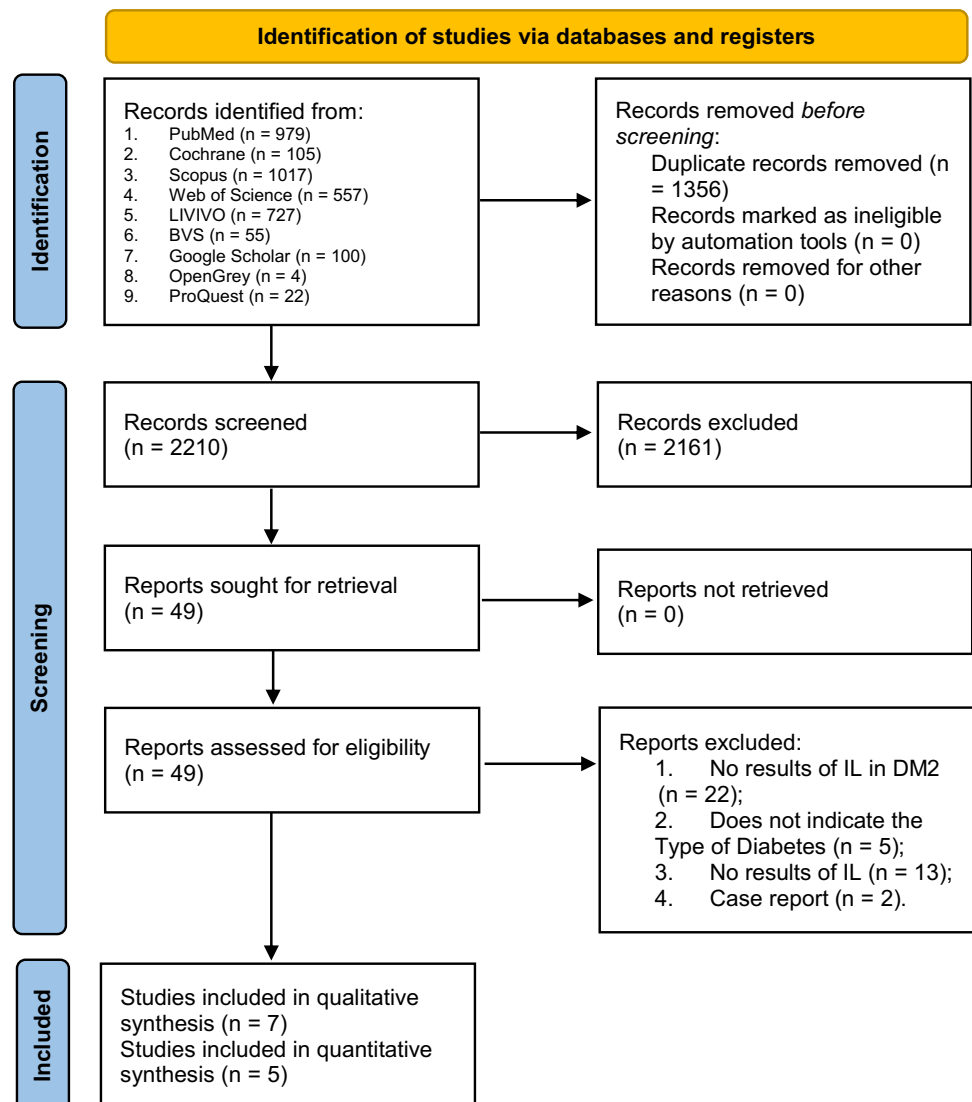 Identification of studies via databases and registers
Identification
Records identified from:
1. PubMed (n = 979)
2. Cochrane (n = 105)
3. Scopus (n = 1017)
4. Web of Science (n = 557)
5. LIVIVO (n = 727)
6. BVS (n = 55)
7. Google Scholar (n = 100)
8. OpenGrey (n = 4)
9. ProQuest (n = 22)
Records removed before
screening:
Duplicate records removed (n
= 1356)
Records marked as ineligible
by automation tools (n = 0)
Records removed for other
reasons (n = 0)
Screening
Records screened
(n = 2210)
Records excluded
(n = 2161)
Reports sought for retrieval
(n = 49)
Reports not retrieved
(n = 0)
Reports assessed for eligibility
(n = 49)
Reports excluded:
1. No results of IL in DM2
(n = 22);
2. Does not indicate the
Type of Diabetes (n = 5);
3. No results of IL (n = 13);
4. Case report (n = 2).
Included
Studies included in qualitative
synthesis (n = 7)
Studies included in quantitative
synthesis (n = 5)